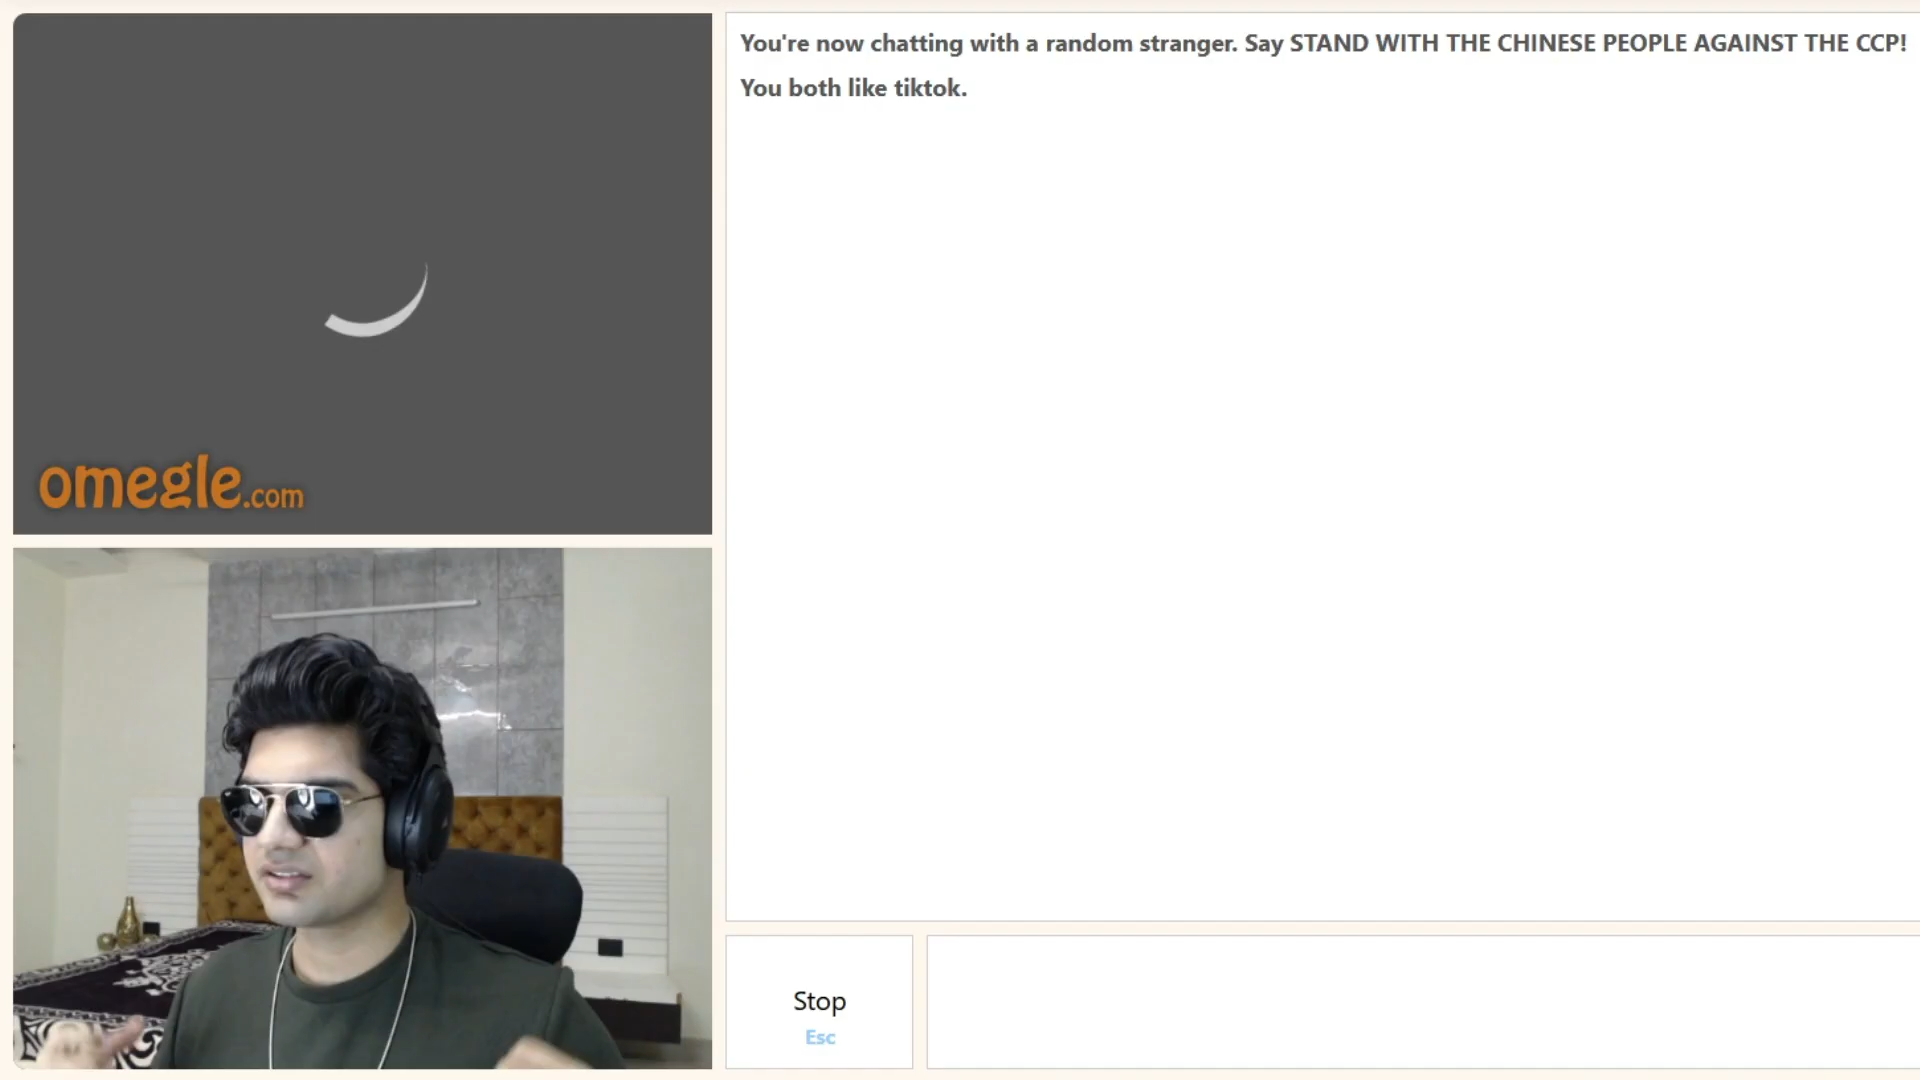 You're now chatting with a random stranger. Say STAND WITH THE CHINESE PEOPLE AGAINST THE CCP!
You both like tiktok.
omegle.com
Stop
Esc